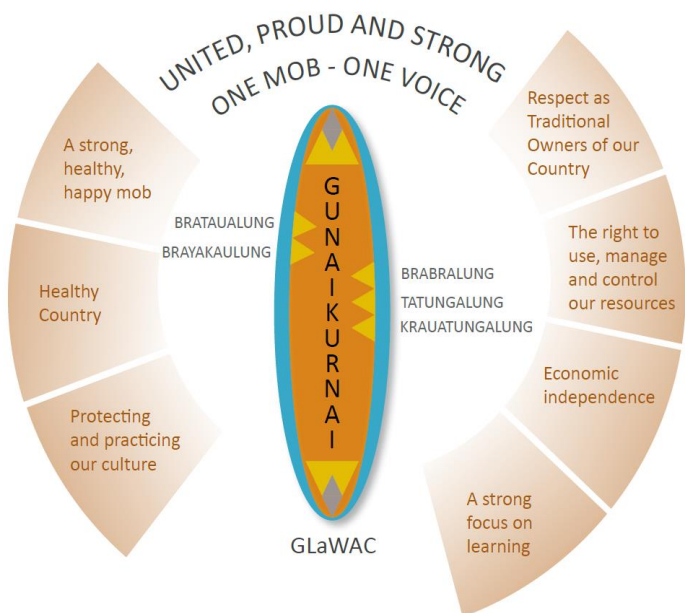 UNITED, PROUD AND STRONG
ONE MOB - ONE VOICE
A strong,
healthy,
happy mob
Healthy
Country
Protecting
and practicing
our culture
BRATAUALUNG
BRAYAKAULUNG
GUNAIKURNAI
BRABRALUNG
TATUNGALUNG
KRAUATUNGALUNG
GLaWAC
Respect as
Traditional
Owners of our
Country
The right to
use, manage
and control
our resources
Economic
independence
A strong
focus on
learning